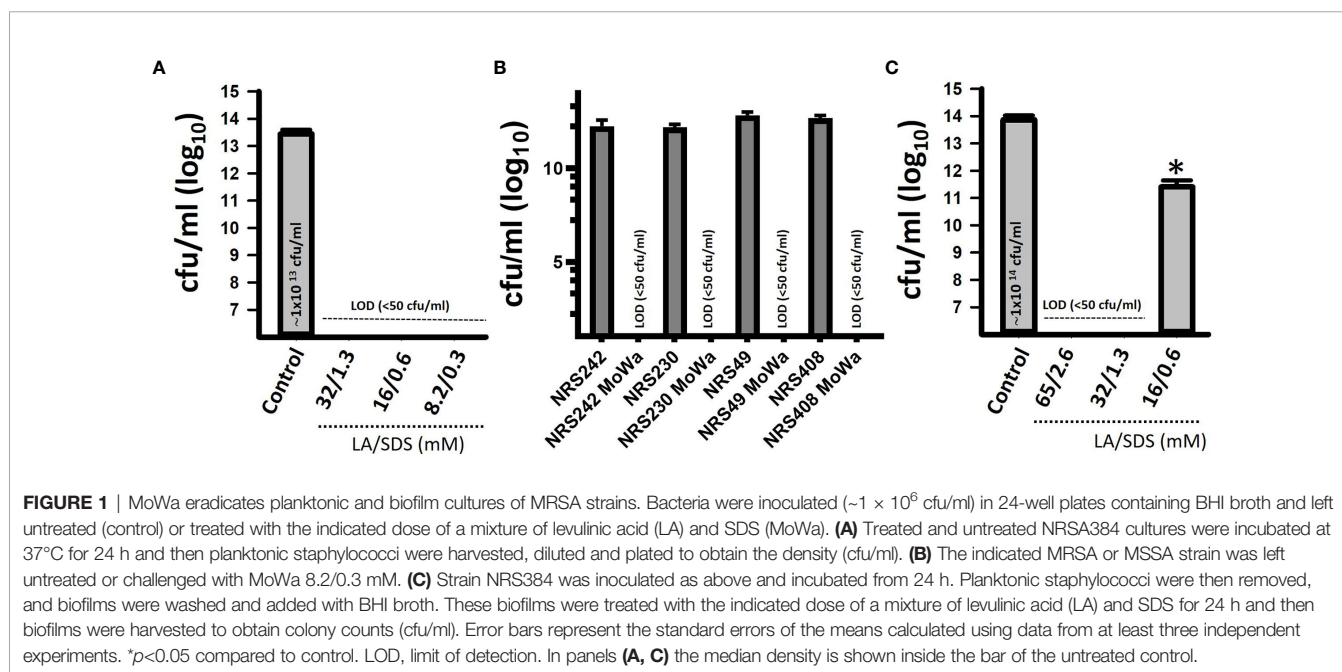 A
cfu/ml (log10)
15
14
13
12
11
10
9
8
7
~1x10 13 cfu/ml
LOD (<50 cfu/ml)
Control
32/1.3
16/0.6
8.2/0.3
LA/SDS (mM)
B
cfu/ml (log10)
10
5
LOD (<50 cfu/ml)
LOD (<50 cfu/ml)
LOD (<50 cfu/ml)
LOD (<50 cfu/ml)
NRS242
NRS242 MoWa
NRS230
NRS230 MoWa
NRS49
NRS49 MoWa
NRS408
NRS408 MoWa
C
cfu/ml (log10)
15
14
13
12
11
10
9
8
7
~1x10 14 cfu/ml
LOD (<50 cfu/ml)
*
Control
65/2.6
32/1.3
16/0.6
LA/SDS (mM)
FIGURE 1 | MoWa eradicates planktonic and biofilm cultures of MRSA strains. Bacteria were inoculated (~1 × 10⁶ cfu/ml) in 24-well plates containing BHI broth and left
untreated (control) or treated with the indicated dose of a mixture of levulinic acid (LA) and SDS (MoWa). (A) Treated and untreated NRSA384 cultures were incubated at
37°C for 24 h and then planktonic staphylococci were harvested, diluted and plated to obtain the density (cfu/ml). (B) The indicated MRSA or MSSA strain was left
untreated or challenged with MoWa 8.2/0.3 mM. (C) Strain NRS384 was inoculated as above and incubated from 24 h. Planktonic staphylococci were then removed,
and biofilms were washed and added with BHI broth. These biofilms were treated with the indicated dose of a mixture of levulinic acid (LA) and SDS for 24 h and then
biofilms were harvested to obtain colony counts (cfu/ml). Error bars represent the standard errors of the means calculated using data from at least three independent
experiments. *p<0.05 compared to control. LOD, limit of detection. In panels (A, C) the median density is shown inside the bar of the untreated control.